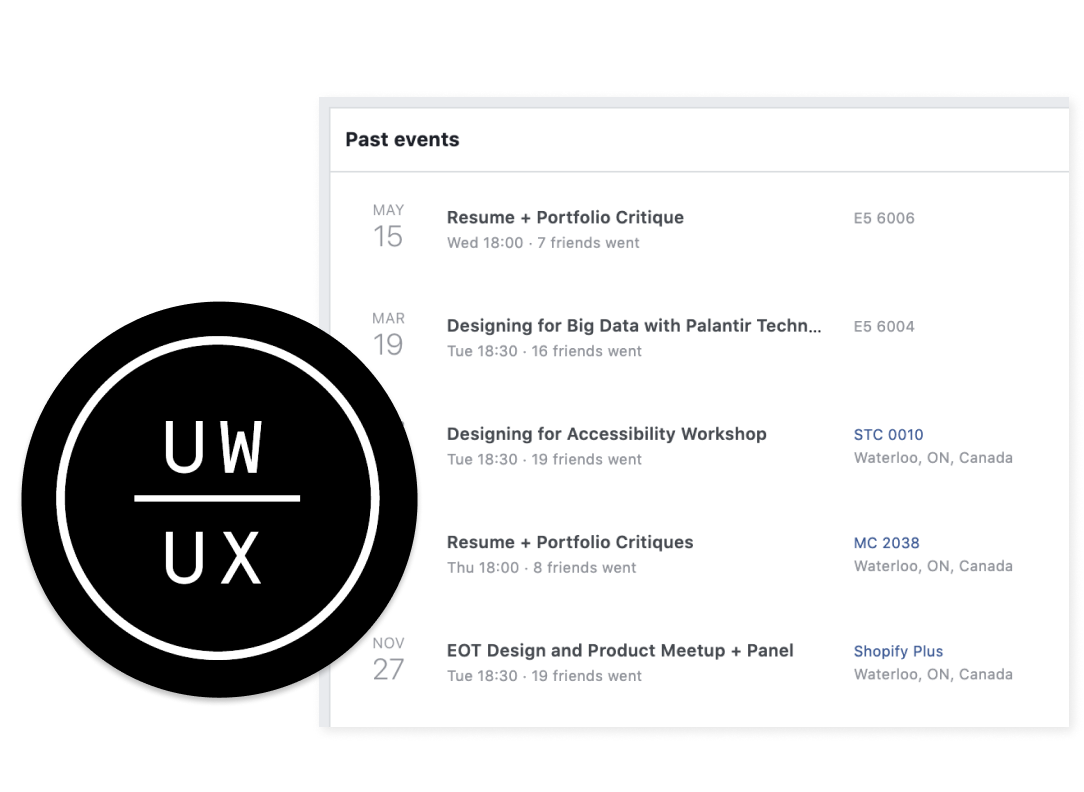 Past events
MAY
15
Resume + Portfolio Critique
Wed 18:00 · 7 friends went
E5 6006
MAR
19
Designing for Big Data with Palantir Techn...
Tue 18:30 · 16 friends went
E5 6004
Designing for Accessibility Workshop
Tue 18:30 · 19 friends went
STC 0010
Waterloo, ON, Canada
Resume + Portfolio Critiques
Thu 18:00 · 8 friends went
MC 2038
Waterloo, ON, Canada
NOV
27
EOT Design and Product Meetup + Panel
Tue 18:30 · 19 friends went
Shopify Plus
Waterloo, ON, Canada
UW
UX